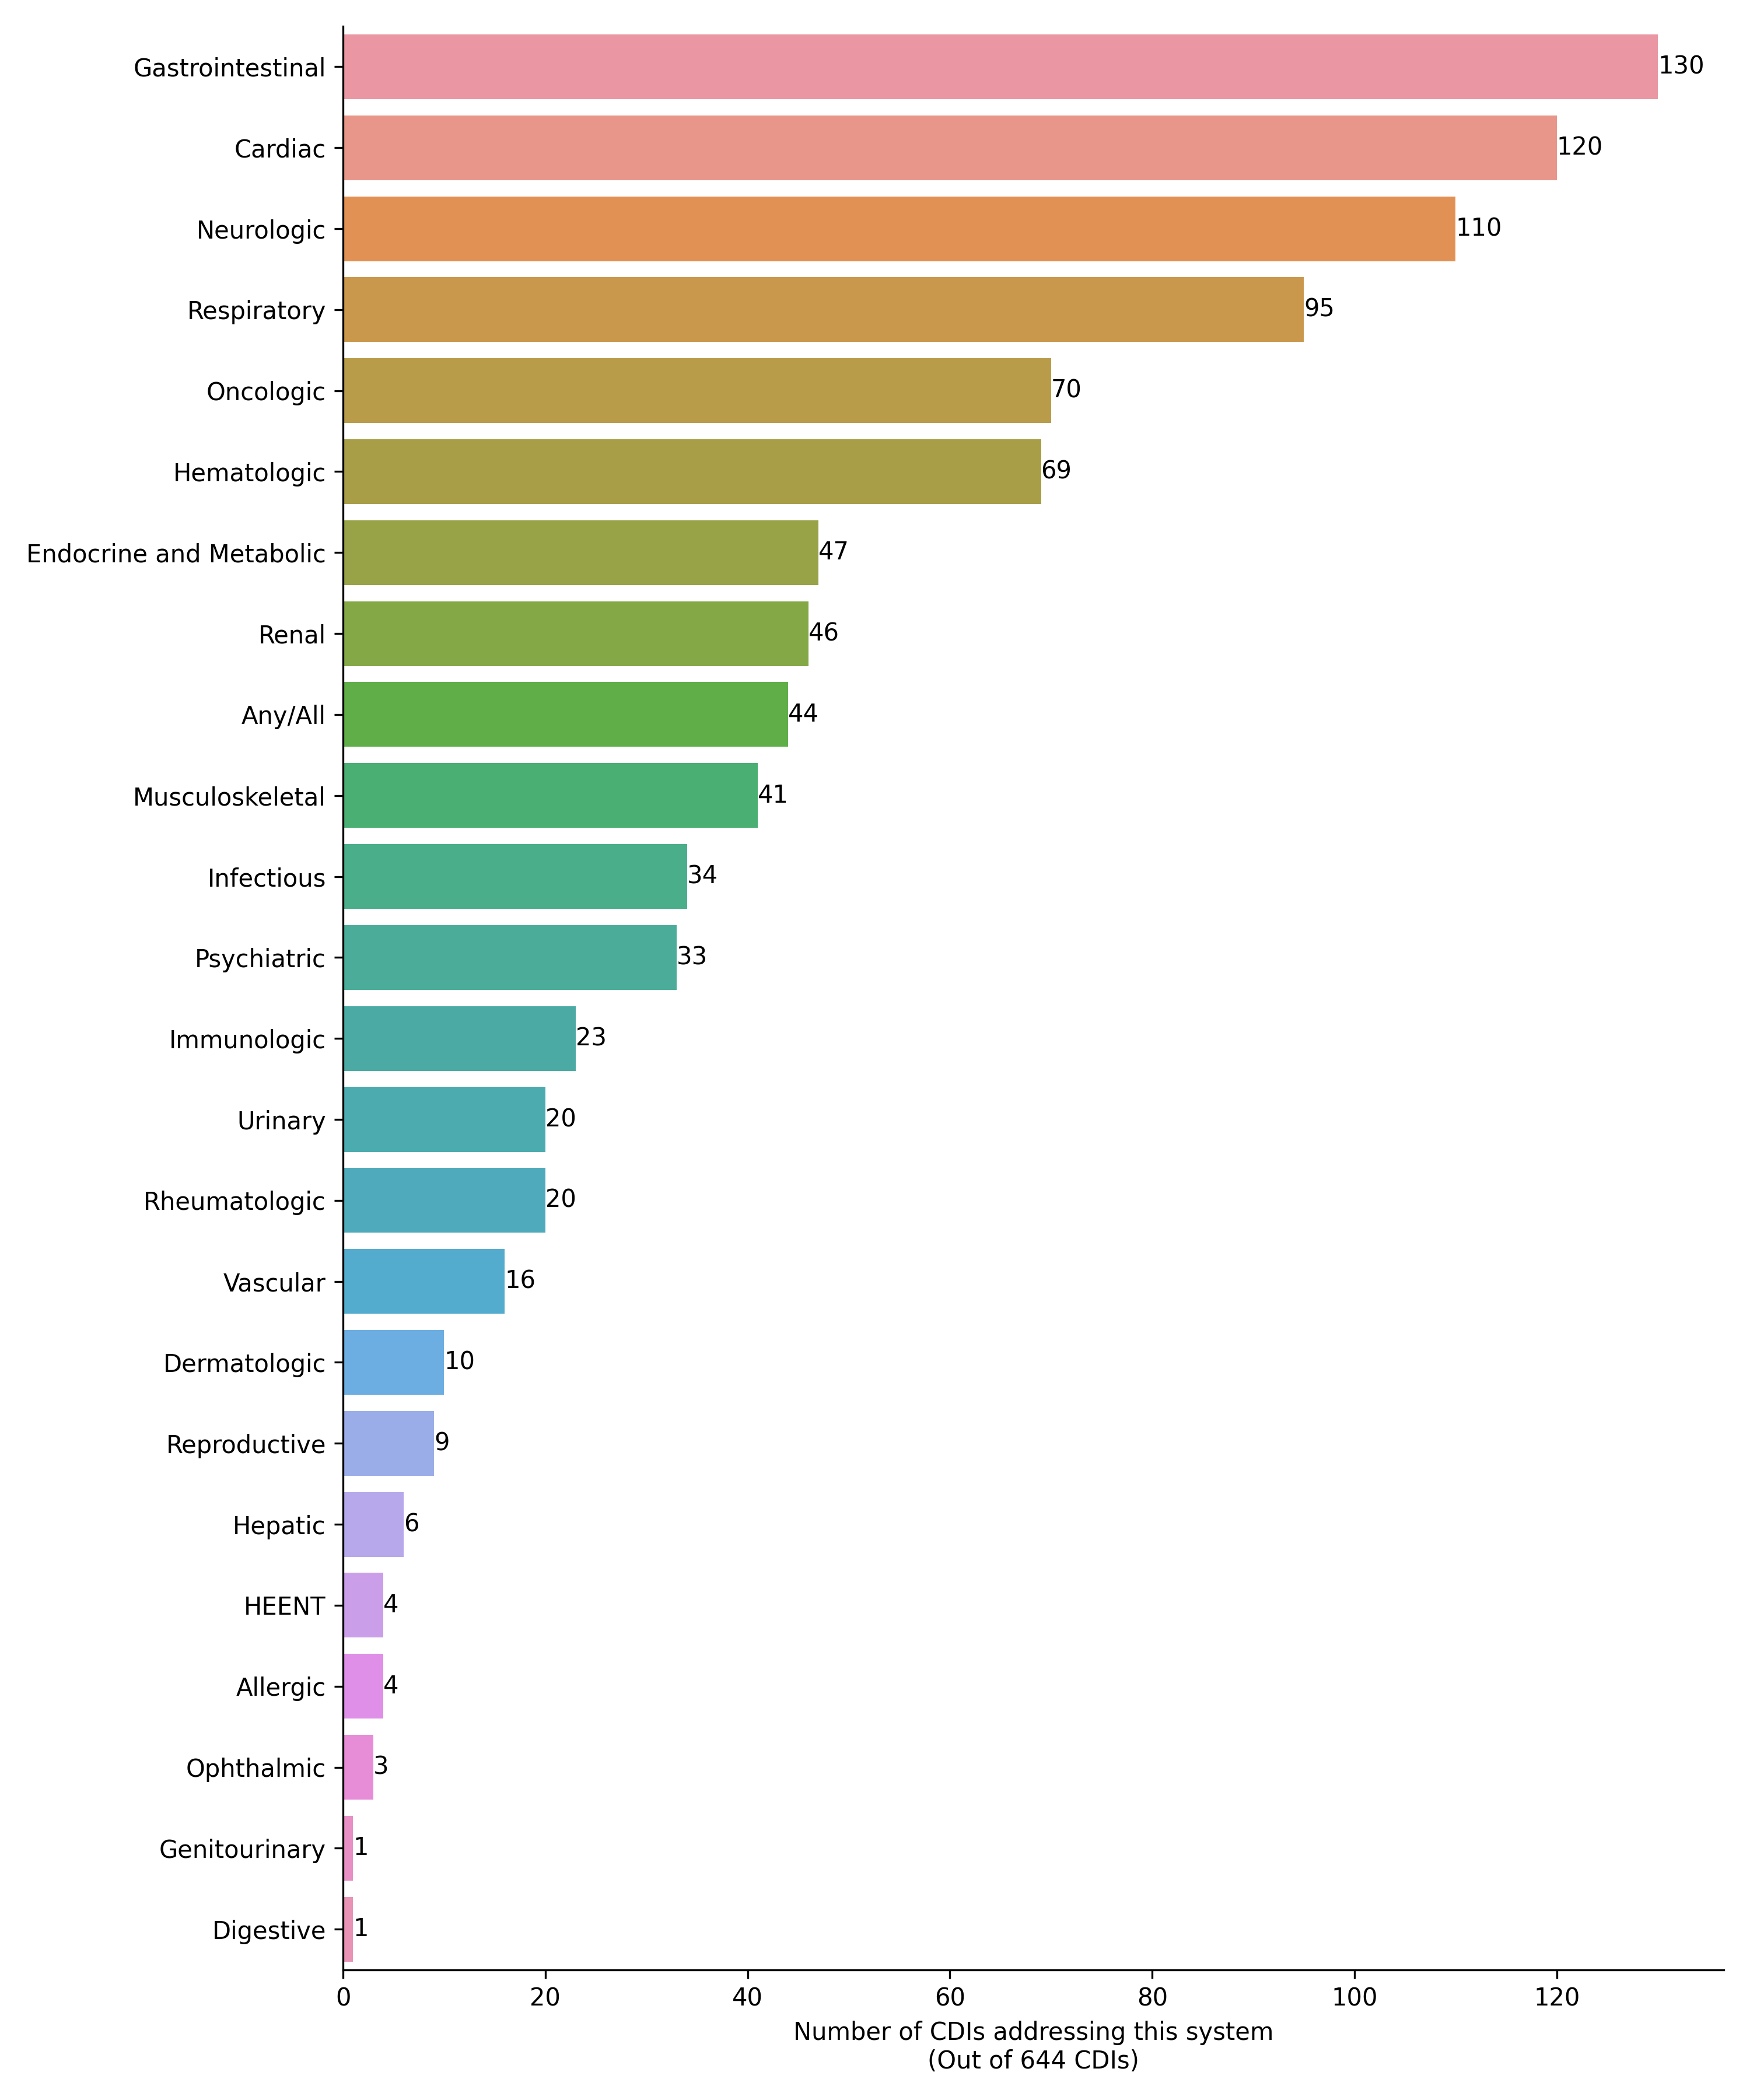 Gastrointestinal 130
Cardiac 120
Neurologic 110
Respiratory 95
Oncologic 70
Hematologic 69
Endocrine and Metabolic 47
Renal 46
Any/All 44
Musculoskeletal 41
Infectious 34
Psychiatric 33
Immunologic 23
Urinary 20
Rheumatologic 20
Vascular 16
Dermatologic 10
Reproductive 9
Hepatic 6
HEENT 4
Allergic 4
Ophthalmic 3
Genitourinary 1
Digestive 1
0 20 40 60 80 100 120
Number of CDIs addressing this system
(Out of 644 CDIs)